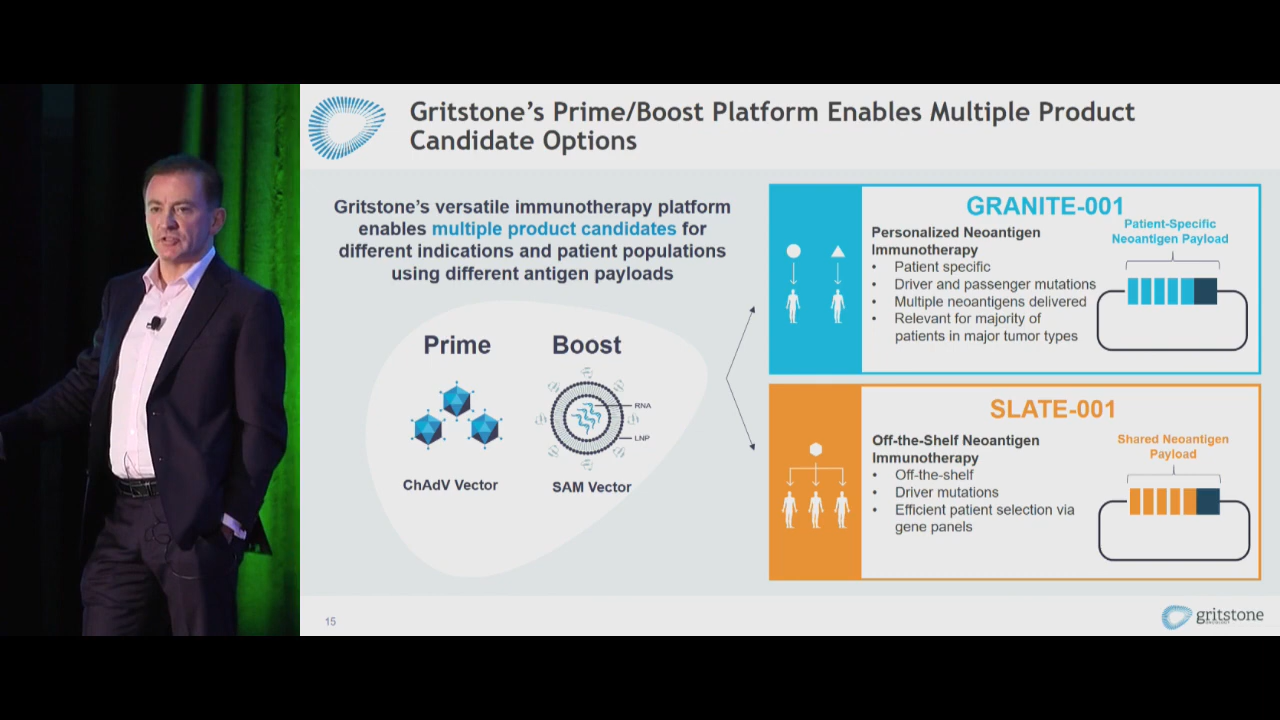 Gritstone's Prime/Boost Platform Enables Multiple Product
Candidate Options
Gritstone's versatile immunotherapy platform
enables multiple product candidates for
different indications and patient populations
using different antigen payloads
Prime
Boost
RNA
LNP
ChAdV Vector
SAM Vector
GRANITE-001
Personalized Neoantigen
Immunotherapy
• Patient specific
• Driver and passenger mutations
• Multiple neoantigens delivered
• Relevant for majority of
patients in major tumor types
Patient-Specific
Neoantigen Payload
SLATE-001
Off-the-Shelf Neoantigen
Immunotherapy
• Off-the-shelf
• Driver mutations
• Efficient patient selection via
gene panels
Shared Neoantigen
Payload
15
gritstone